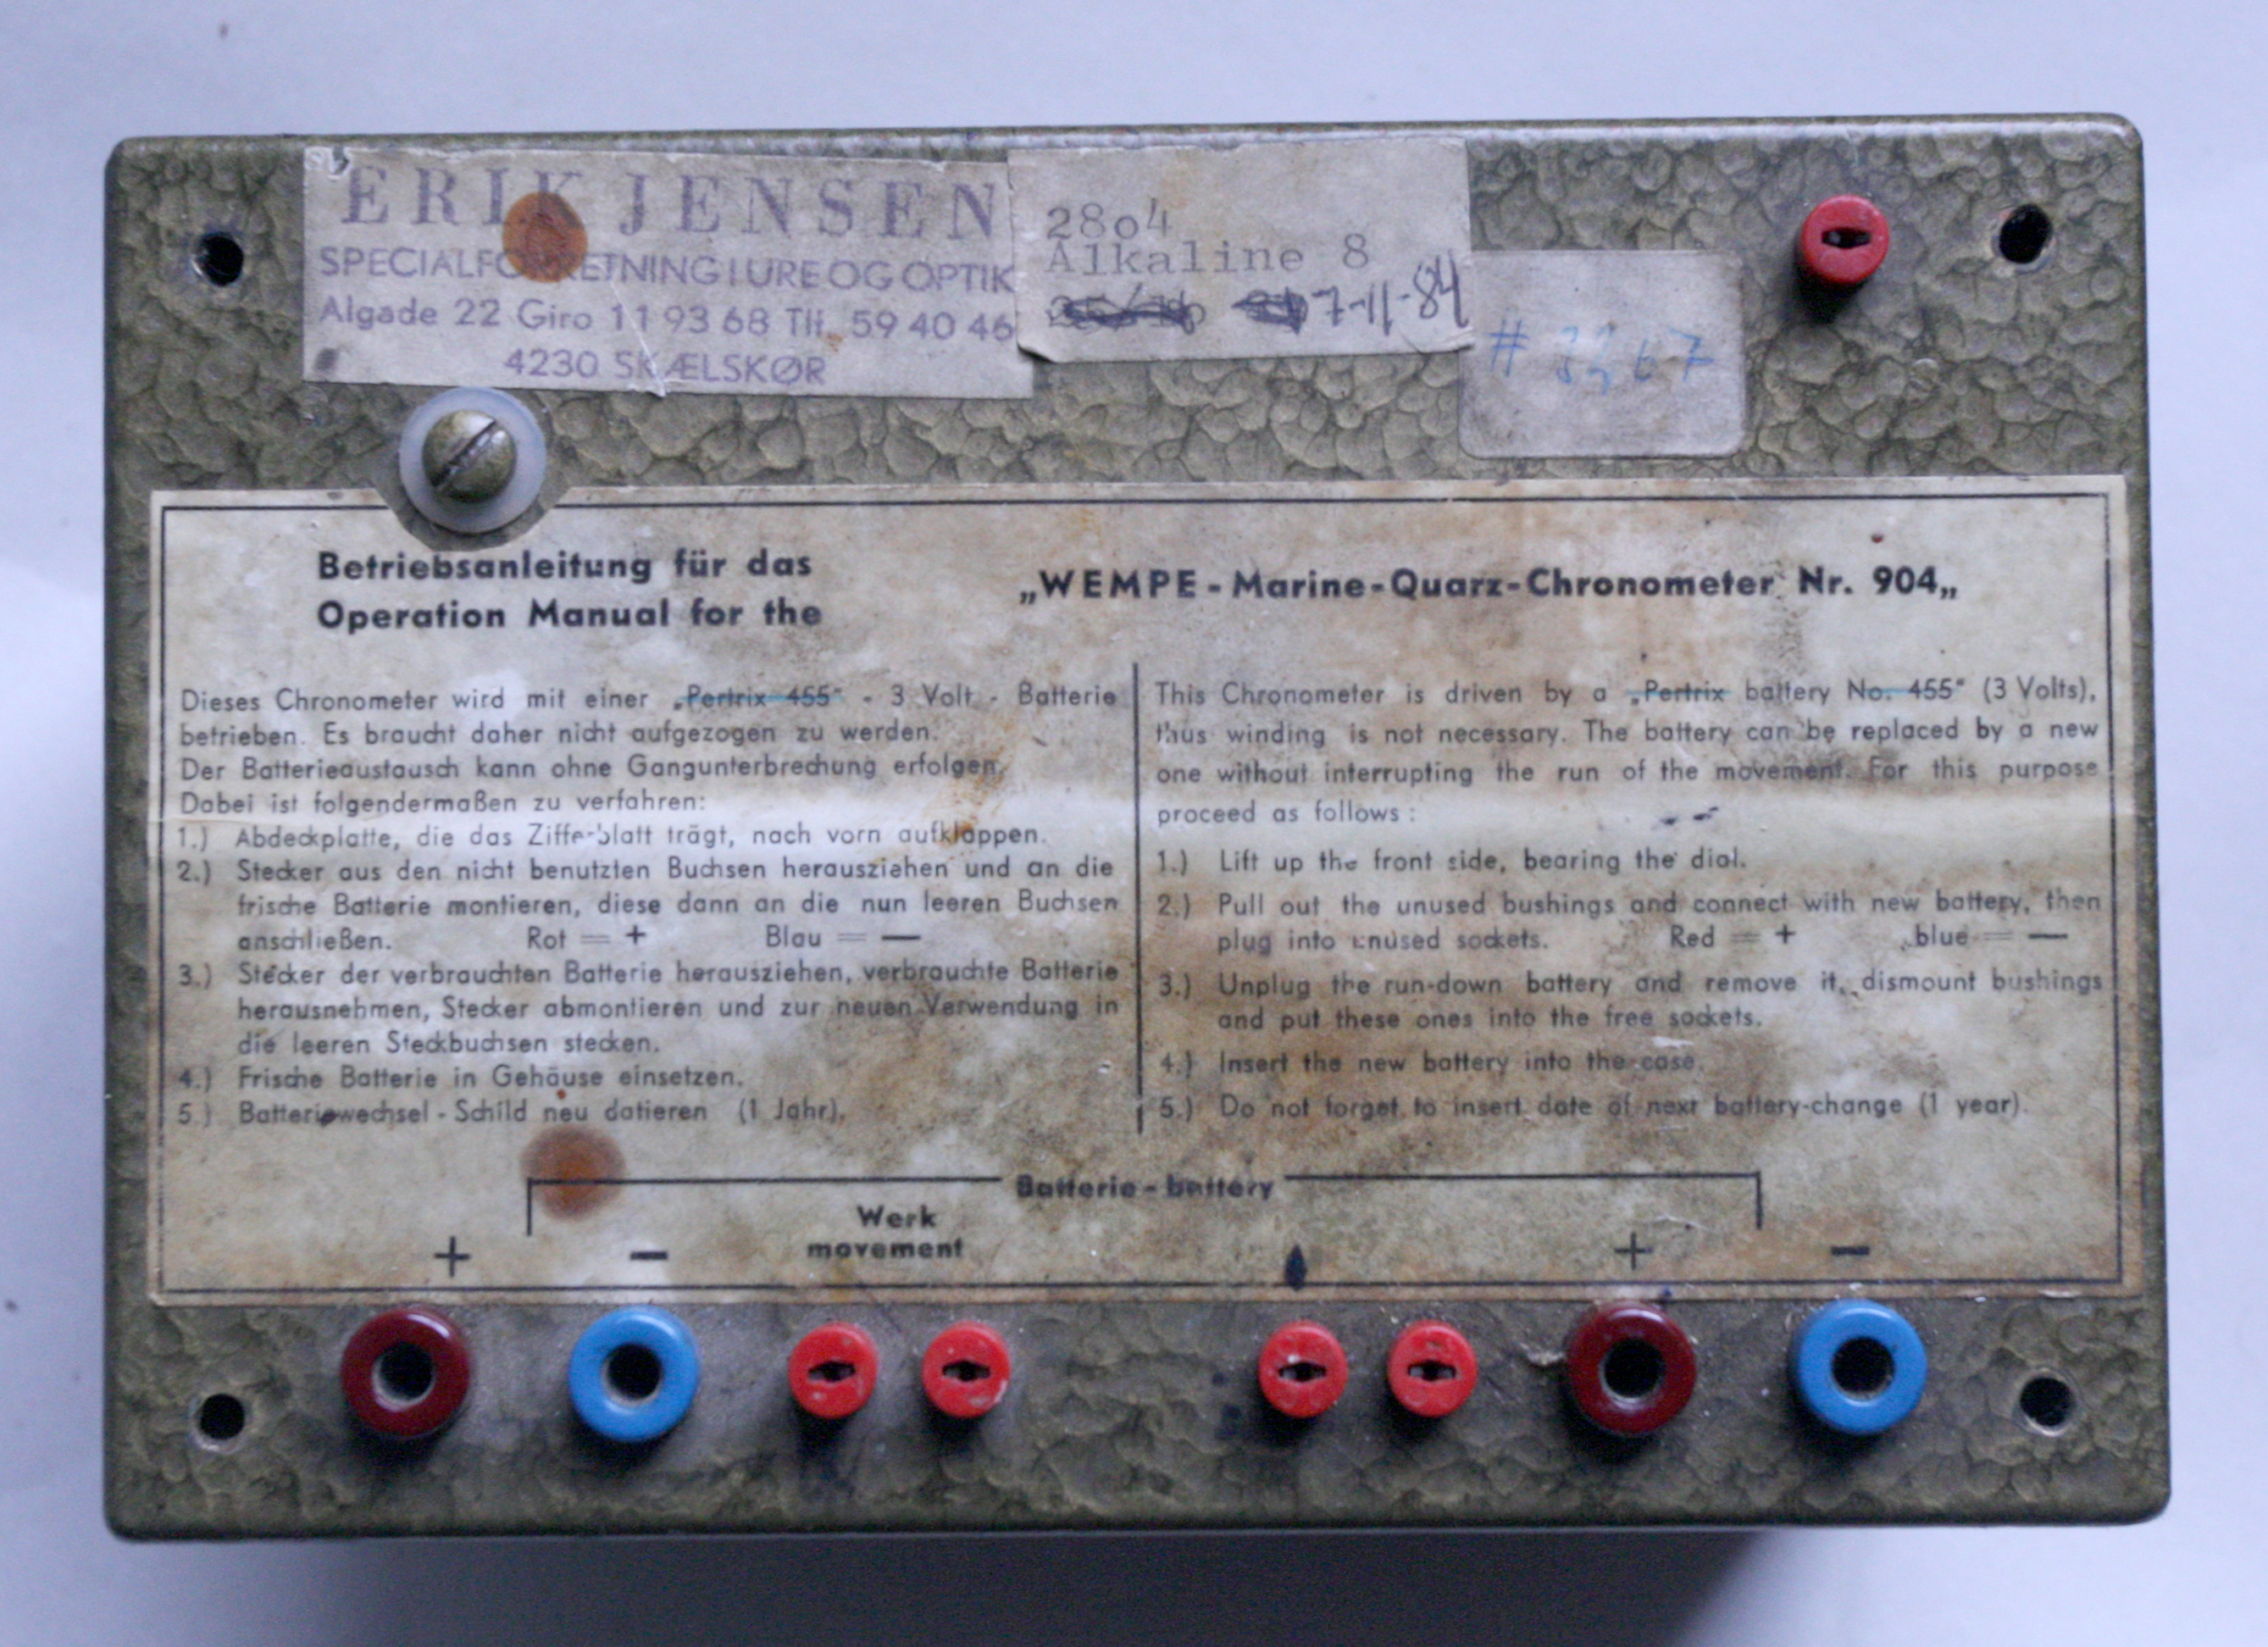 ERIK JENSEN
SPECIALFORRETNING I URE OG OPTIK
Algade 22 Giro 11 93 68 Tlf. 59 40 46
4230 SKÆLSKØR
28o4
Alkaline 8
7-11-84
#
Betriebsanleitung für das
Operation Manual for the
„WEMPE - Marine - Quarz - Chronometer Nr. 904„
Dieses Chronometer wird mit einer „Pertrix 455" - 3 Volt - Batterie
betrieben. Es braucht daher nicht aufgezogen zu werden.
Der Batterieaustausch kann ohne Gangunterbrechung erfolgen.
Dabei ist folgendermaßen zu verfahren:
1.) Abdeckplatte, die das Zifferblatt trägt, nach vorn aufklappen.
2.) Stecker aus den nicht benutzten Buchsen herausziehen und an die
frische Batterie montieren, diese dann an die nun leeren Buchsen
anschließen. Rot = + Blau = —
3.) Stecker der verbrauchten Batterie herausziehen, verbrauchte Batterie
herausnehmen, Stecker abmontieren und zur neuen Verwendung in
die leeren Steckbuchsen stecken.
4.) Frische Batterie in Gehäuse einsetzen.
5.) Batteriewechsel - Schild neu datieren (1 Jahr).
This Chronometer is driven by a „Pertrix battery No. 455" (3 Volts),
thus winding is not necessary. The battery can be replaced by a new
one without interrupting the run of the movement. For this purpose
proceed as follows :
1.) Lift up the front side, bearing the dial.
2.) Pull out the unused bushings and connect with new battery, then
plug into unused sockets. Red = + blue = —
3.) Unplug the run-down battery and remove it, dismount bushings
and put these ones into the free sockets.
4.) Insert the new battery into the case.
5.) Do not forget to insert date of next battery-change (1 year).
Batterie - battery
Werk
movement
+ — + —